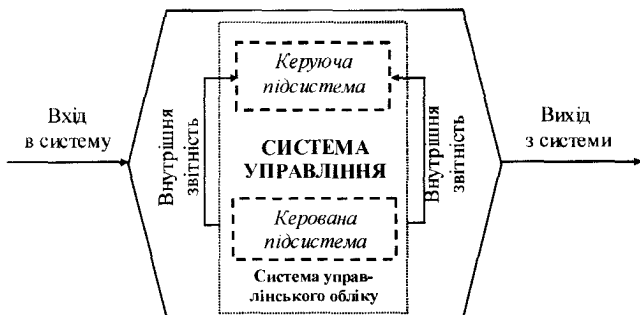 Керуюча
підсистема
Вхід
в систему
Внутрішня
звітність
СИСТЕМА
УПРАВЛІННЯ
Внутрішня
звітність
Вихід
з системи
Керована
підсистема
Система управ-
лінського обліку